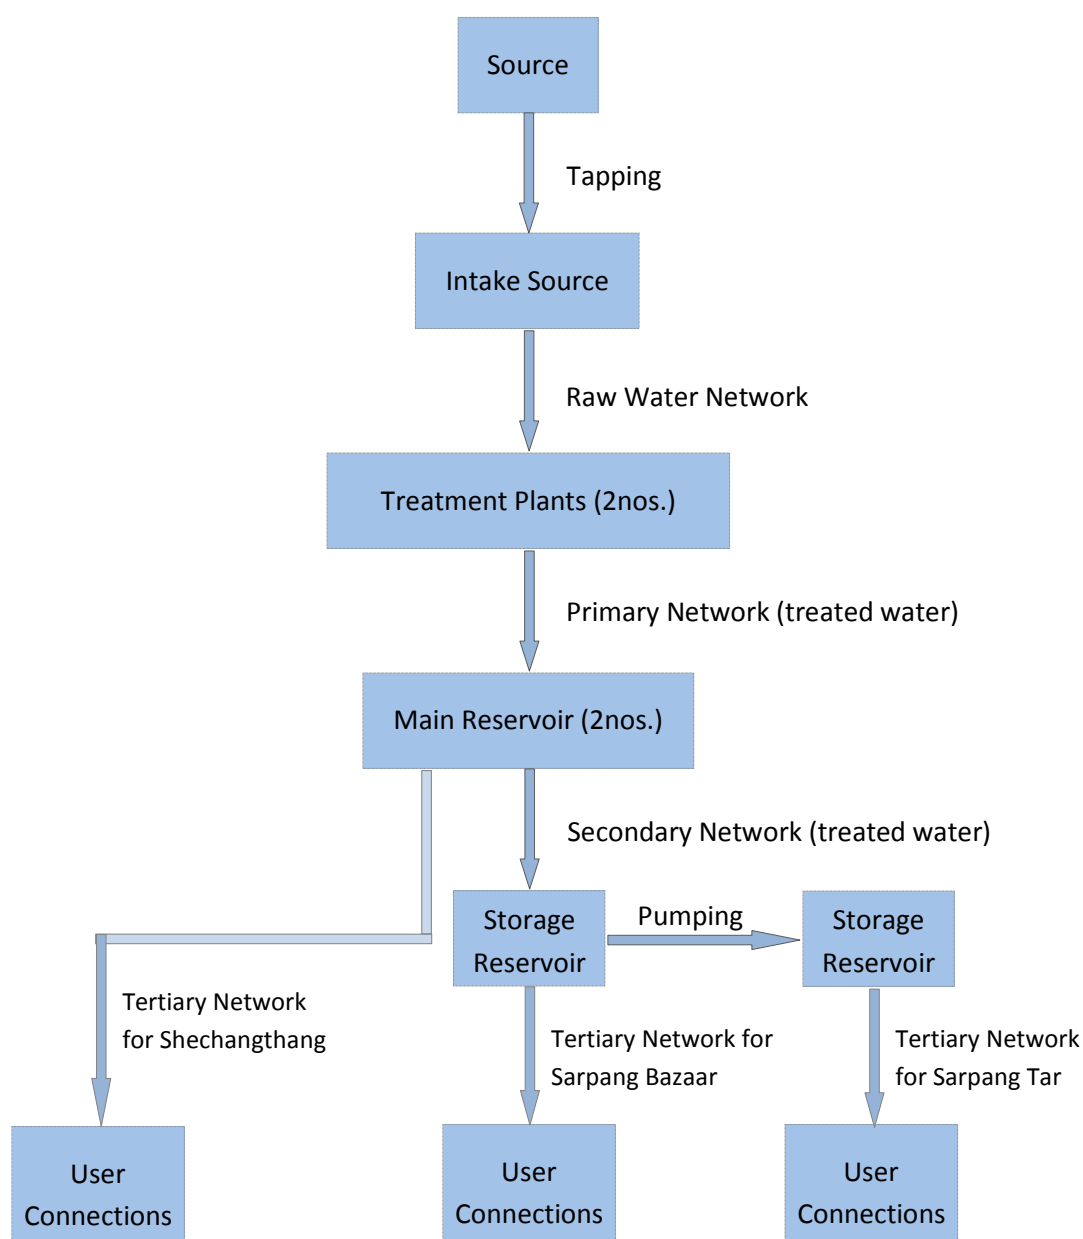 Source
Tapping
Intake Source
Raw Water Network
Treatment Plants (2nos.)
Primary Network (treated water)
Main Reservoir (2nos.)
Secondary Network (treated water)
Storage
Reservoir
Pumping
Storage
Reservoir
Tertiary Network
for Shechangthang
Tertiary Network for
Sarpang Bazaar
Tertiary Network
for Sarpang Tar
User
Connections
User
Connections
User
Connections